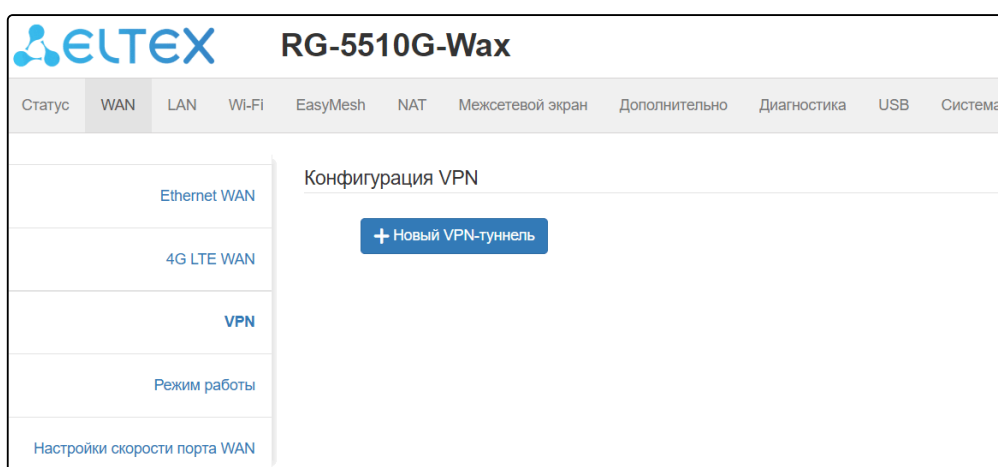 ELTEX RG-5510G-Wax
Статус WAN LAN Wi-Fi EasyMesh NAT Межсетевой экран Дополнительно Диагностика USB Система
Ethernet WAN
4G LTE WAN
VPN
Режим работы
Настройки скорости порта WAN
Конфигурация VPN
+ Новый VPN-туннель